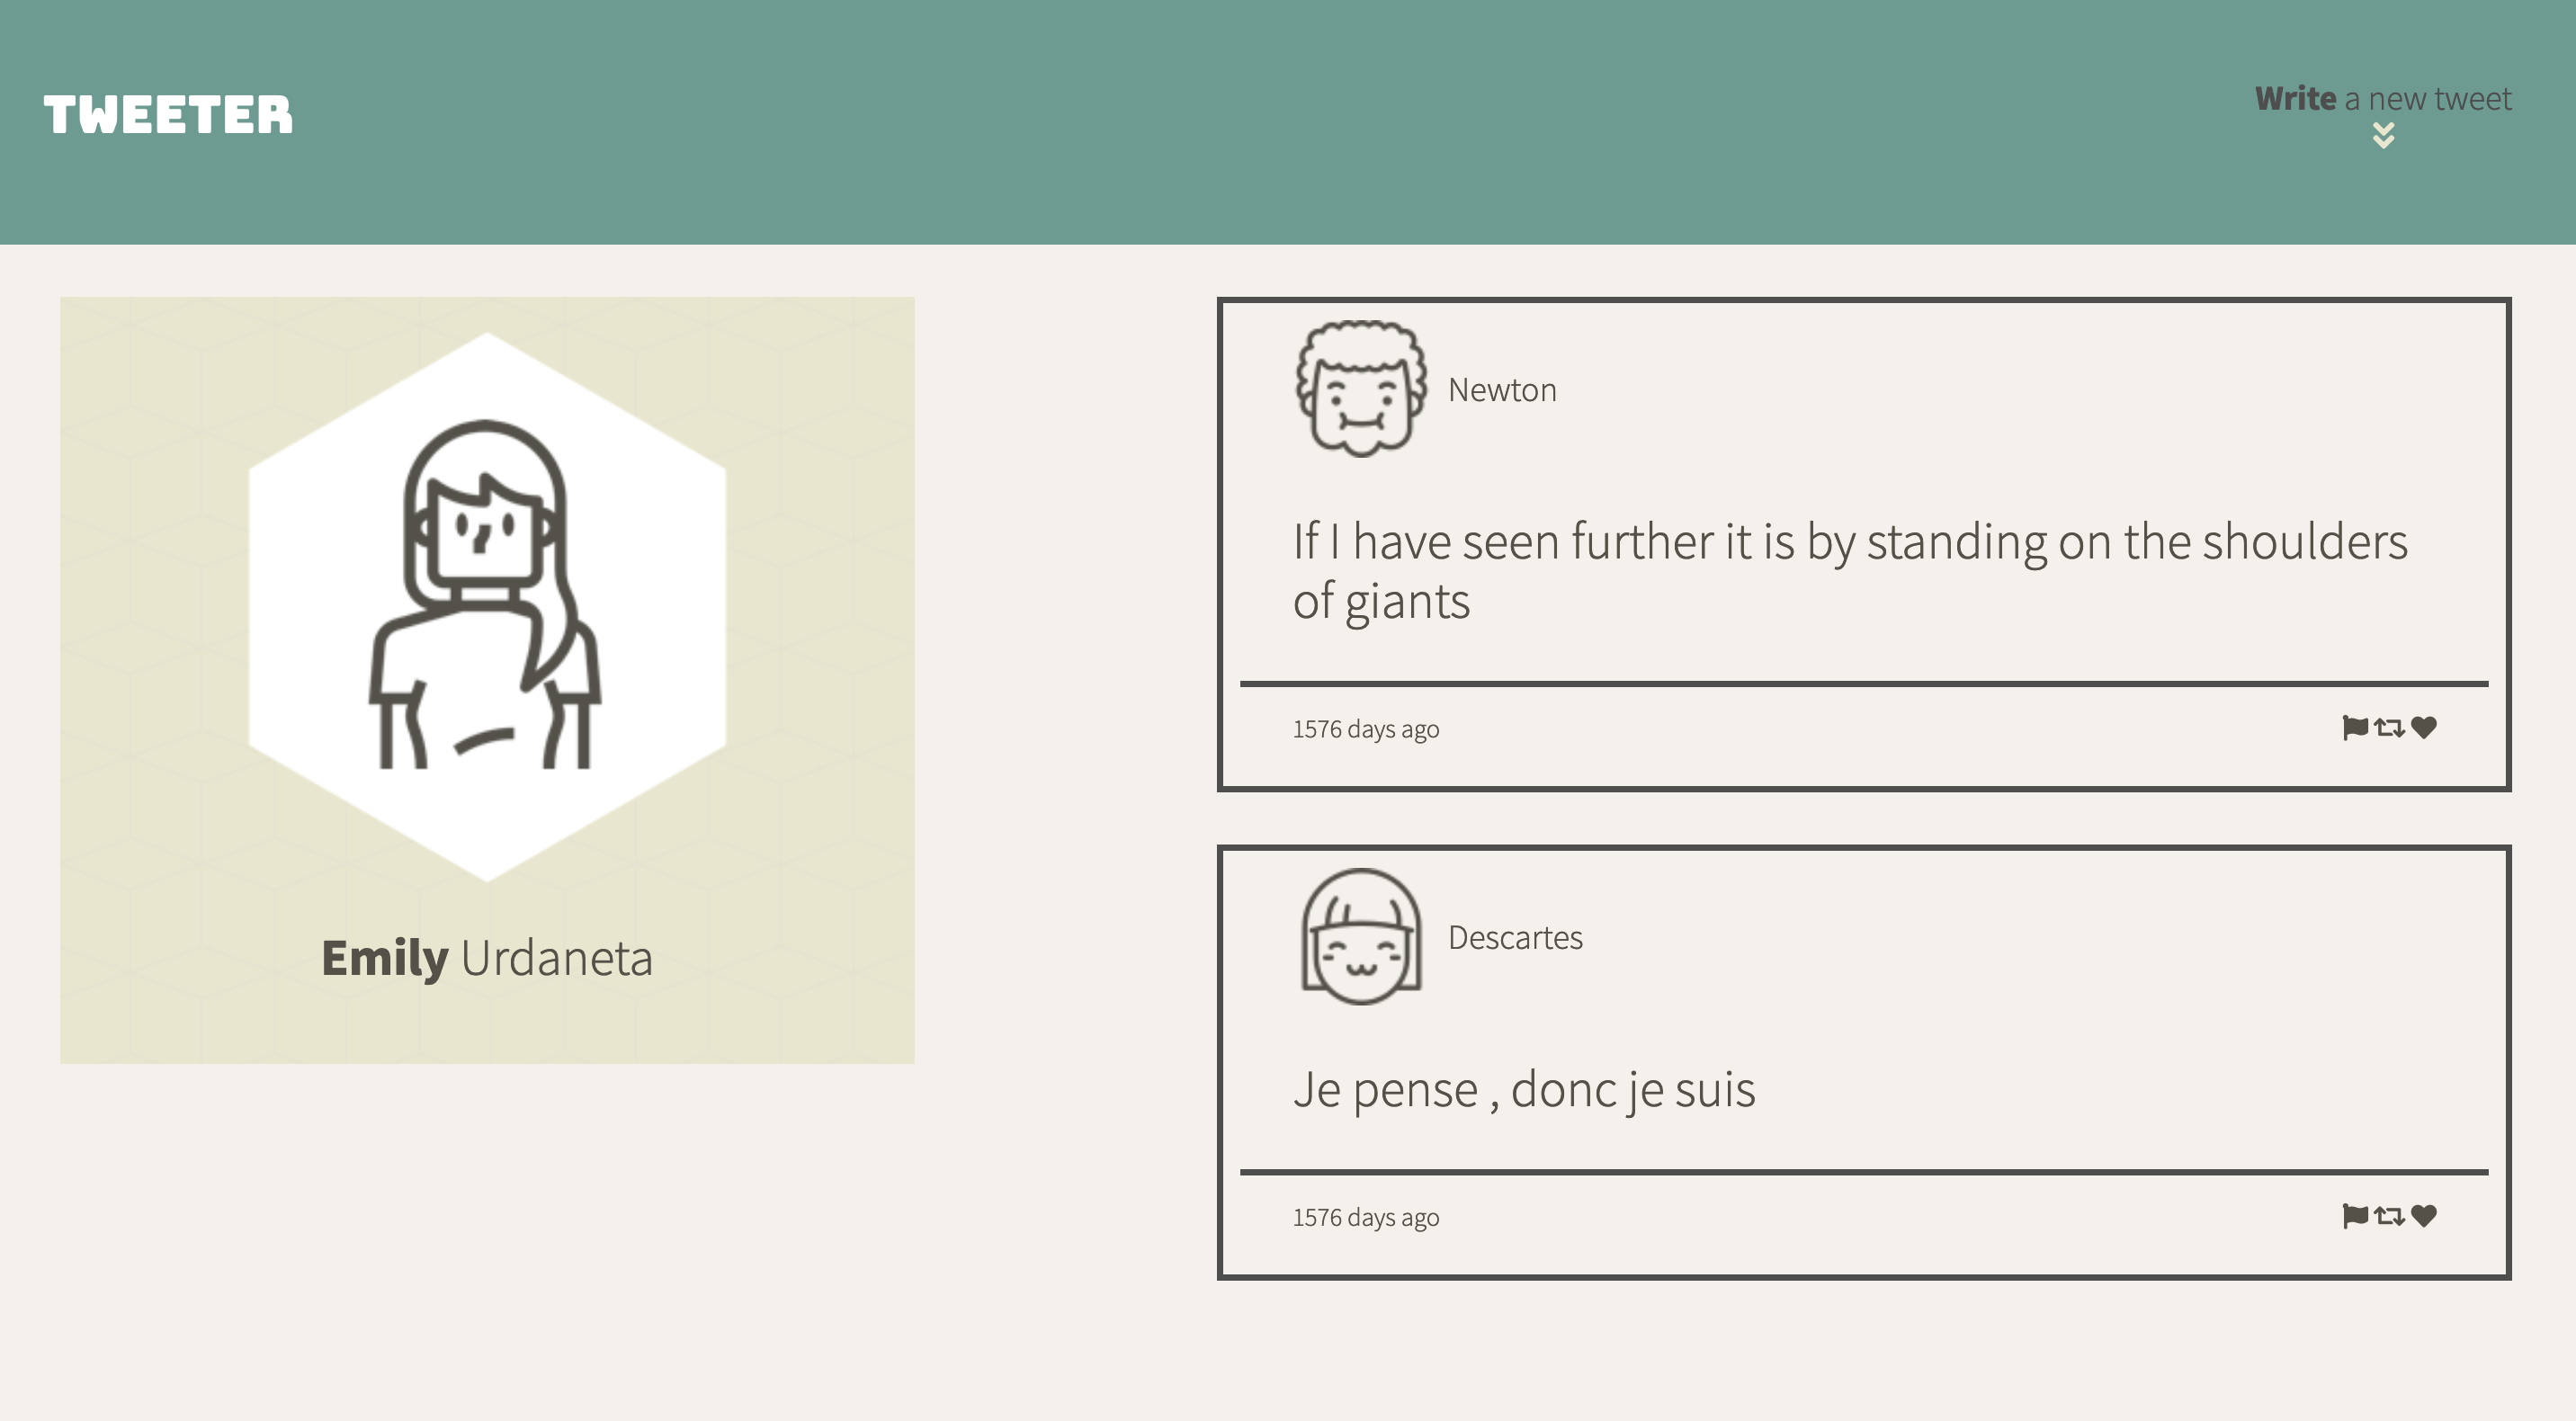 TWEETER
Write a new tweet
Emily Urdaneta
Newton
If I have seen further it is by standing on the shoulders
of giants
1576 days ago
Descartes
Je pense , donc je suis
1576 days ago